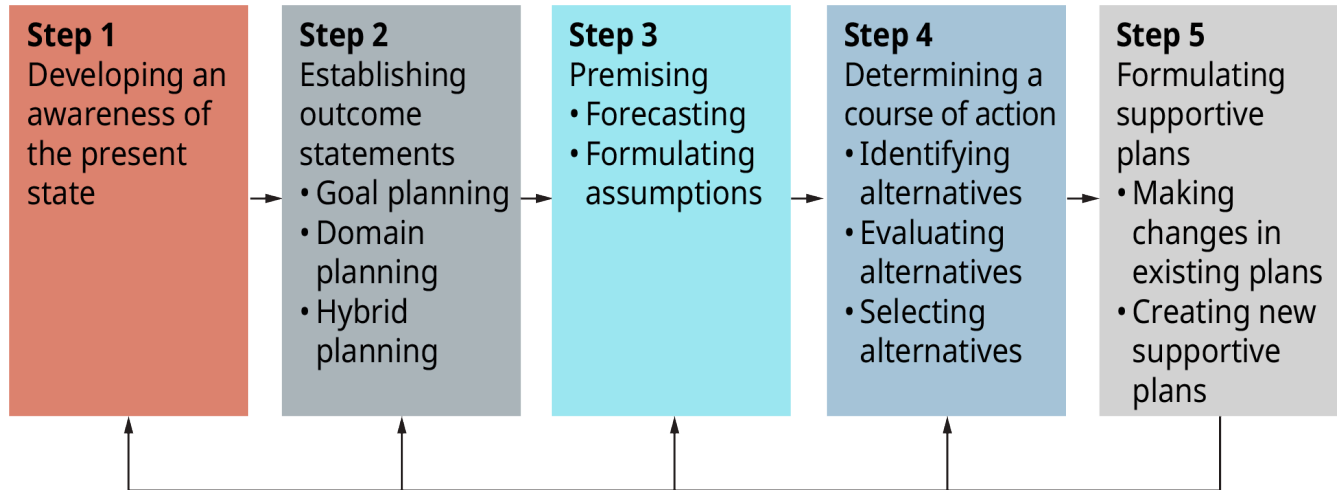 Step 1
Developing an
awareness of
the present
state
Step 2
Establishing
outcome
statements
• Goal planning
• Domain
planning
• Hybrid
planning
Step 3
Premising
• Forecasting
• Formulating
assumptions
Step 4
Determining a
course of action
• Identifying
alternatives
• Evaluating
alternatives
• Selecting
alternatives
Step 5
Formulating
supportive
plans
• Making
changes in
existing plans
• Creating new
supportive
plans